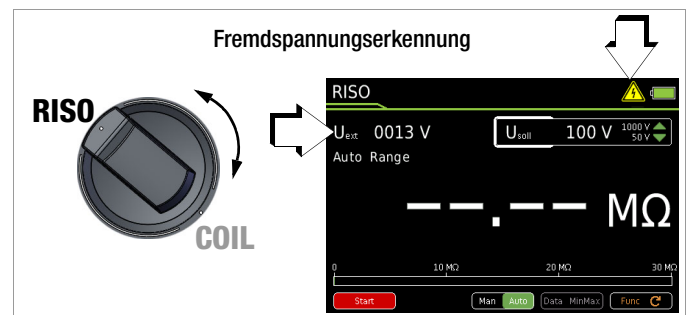 Fremdspannungserkennung
RISO
COIL
RISO
Uext 0013 V
Usoll 100 V 1000 V 50 V
Auto Range
--.-- MΩ
0 10 MΩ 20 MΩ 30 MΩ
Start Man Auto Data MinMax Func